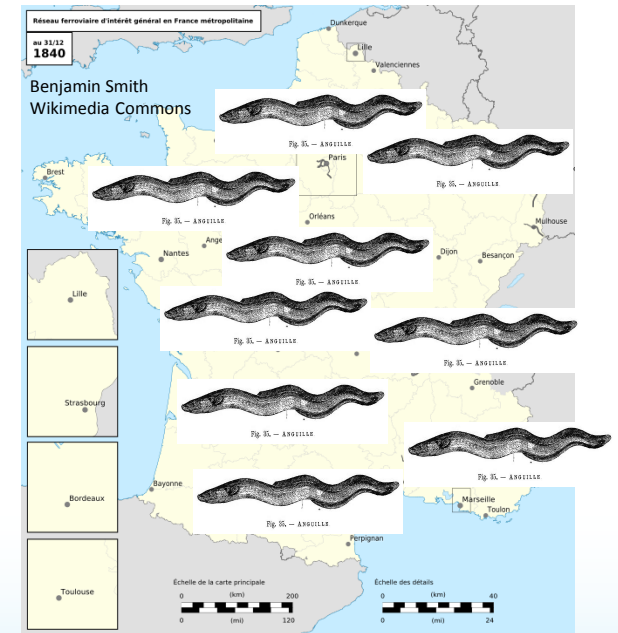 Réseau ferroviaire d'intérêt général en France métropolitaine
au 31/12
1840
Benjamin Smith
Wikimedia Commons
Dunkerque
Lille
Valenciennes
Fig. 35. — ANGUILLE
Fig. 35. — ANGUILLE
Paris
Brest
Fig. 35. — ANGUILLE
Orléans
Mulhouse
Ange
Nantes
Dijon
Besançon
Fig. 35. — ANGUILLE
Lille
Fig. 35. — ANGUILLE
Fig. 35. — ANGUILLE
Grenoble
Strasbourg
Fig. 35. — ANGUILLE
Fig. 35. — ANGUILLE
Bayonne
Bordeaux
Marseille
Toulon
Fig. 35. — ANGUILLE
Perpignan
Toulouse
Échelle de la carte principale
0 (km) 200
0 (mi) 120
Échelle des détails
0 (km) 40
0 (mi) 24